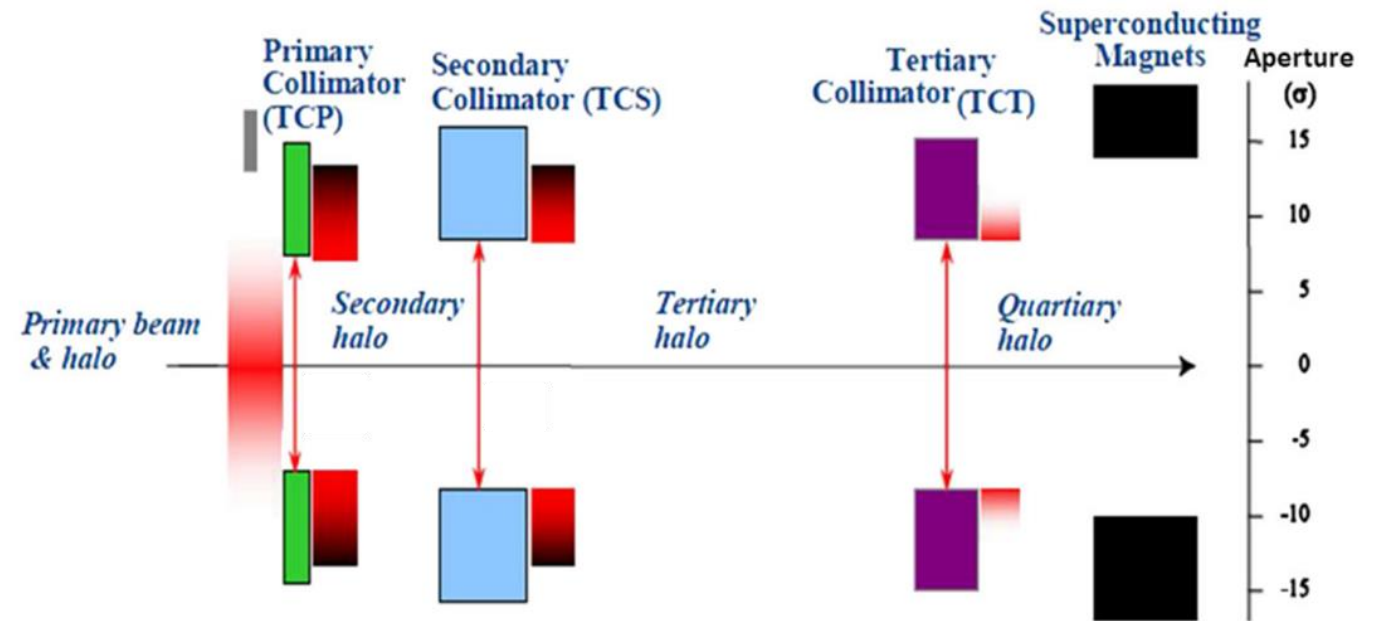 Primary
Collimator
(TCP)
Secondary
Collimator (TCS)
Tertiary
Collimator (TCT)
Superconducting
Magnets
Aperture
(σ)
15
10
5
0
-5
-10
-15
Primary beam
& halo
Secondary
halo
Tertiary
halo
Quartiary
halo